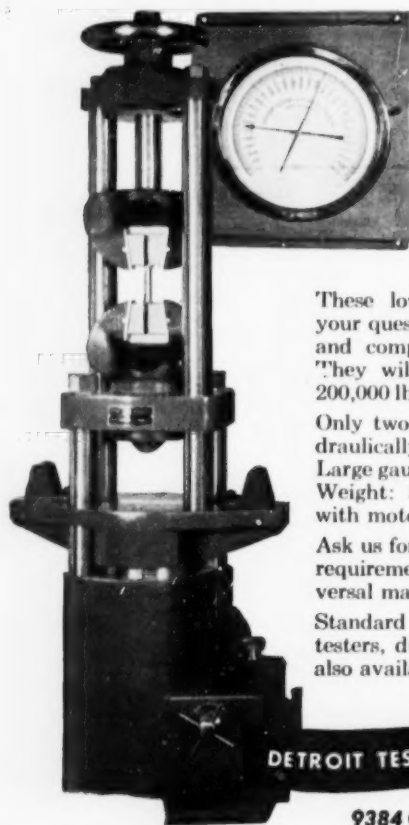 These lo
your ques
and comp
They wil
200,000 lb
Only two
draulically
Large gau
Weight:
with moto
Ask us for
requireme
versal ma
Standard
testers, d
also avail
DETROIT TES
9384